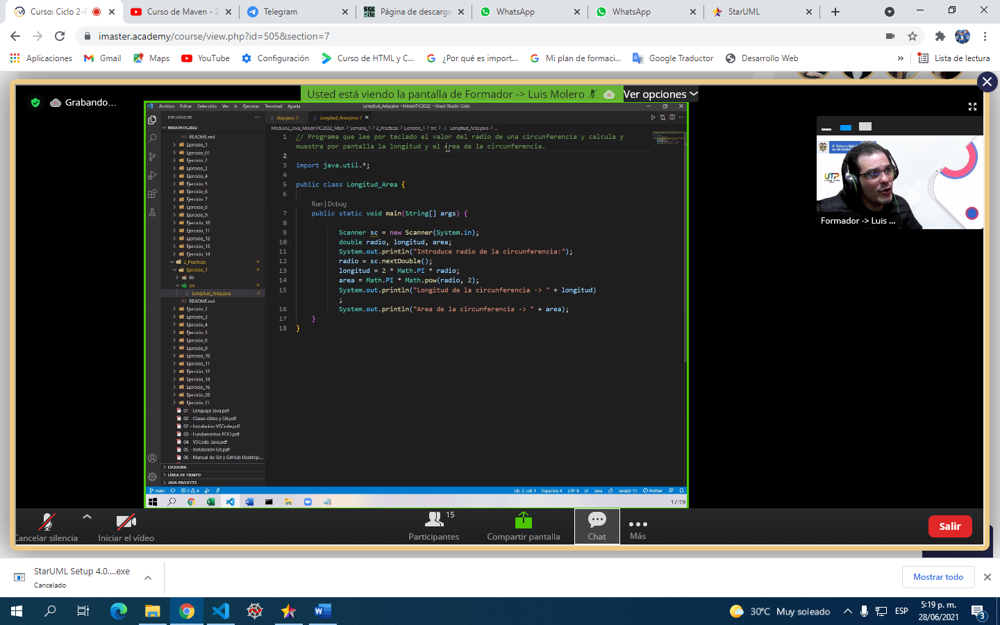 Curso: Ciclo 2-F
Curso de Maven - 2
Telegram
Página de descarga
WhatsApp
WhatsApp
StarUML
imaster.academy/course/view.php?id=505&section=7
Aplicaciones
Gmail
Maps
YouTube
Configuración
Curso de HTML y C...
¿Por qué es import...
Mi plan de formaci...
Google Traductor
Desarrollo Web
»
Lista de lectura
Usted está viendo la pantalla de Formador -> Luis Molero
Ver opciones
Grabando...
Archivo Editar Selección Ver Ir Ejecutar Terminal Ayuda
Longitud_Area.java - MisionTIC2022 - Visual Studio Code
EXPLORADOR
App.java 1
Longitud_Area.java 2
MISIONTIC2022
Modulo2_Java_MisionTIC2022_Main > Semana_1 > 2_Practicas > Ejercicio_1 > src > Longitud_Area.java > ...
README.md
Ejercicio_1
Ejercicio_01
Ejercicio_2
Ejercicio_3
Ejercicio_4
Ejercicio_5
Ejercicio_6
Ejercicio_7
Ejercicio_8
Ejercicio_9
Ejercicio_10
Ejercicio_11
Ejercicio_12
Ejercicio_13
Ejercicio_14
2_Practicas
Ejercicio_1
lib
src
Longitud_Area.java 2
README.md
Ejercicio_2
Ejercicio_3
Ejercicio_4
Ejercicio_5
Ejercicio_8
Ejercicio_9
Ejercicio_10
Ejercicio_11
Ejercicio_12
Ejercicio_14
Ejercicio_16
Ejercicio_20
Ejercicio_21
01 - Lenguaje Java.pdf
02 - Clases útiles y Git.pdf
02 - Instalacion VSCode.pdf
03 - Fundamentos POO.pdf
04 - VSCode Java.pdf
05 - Instalación Git.pdf
06 - Manual de Git y GitHub Desktop...
ESQUEMA
LÍNEA DE TIEMPO
JAVA PROJECTS
1 // Programa que lee por teclado el valor del radio de una circunferencia y calcula y
muestra por pantalla la longitud y el área de la circunferencia.
2
3 import java.util.*;
4
5 public class Longitud_Area {
6
Run | Debug
7 public static void main(String[] args) {
8
9 Scanner sc = new Scanner(System.in);
10 double radio, longitud, area;
11 System.out.println("Introduce radio de la circunferencia:");
12 radio = sc.nextDouble();
13 longitud = 2 * Math.PI * radio;
14 area = Math.PI * Math.pow(radio, 2);
15 System.out.println("Longitud de la circunferencia -> " + longitud)
;
16 System.out.println("Area de la circunferencia -> " + area);
17 }
18 }
main
0 4
Lín. 2, col. 1 Espacios: 4 UTF-8 LF Java JavaSE-11 Prettier
17:19
El futuro digital
es de todos
UTP
Formador -> Luis ...
Cancelar silencia
Iniciar el vídeo
Participantes
15
Compartir pantalla
Chat
Más
Salir
StarUML Setup 4.0....exe
Cancelado
Mostrar todo
30°C Muy soleado
ESP
5:19 p. m.
28/06/2021
3